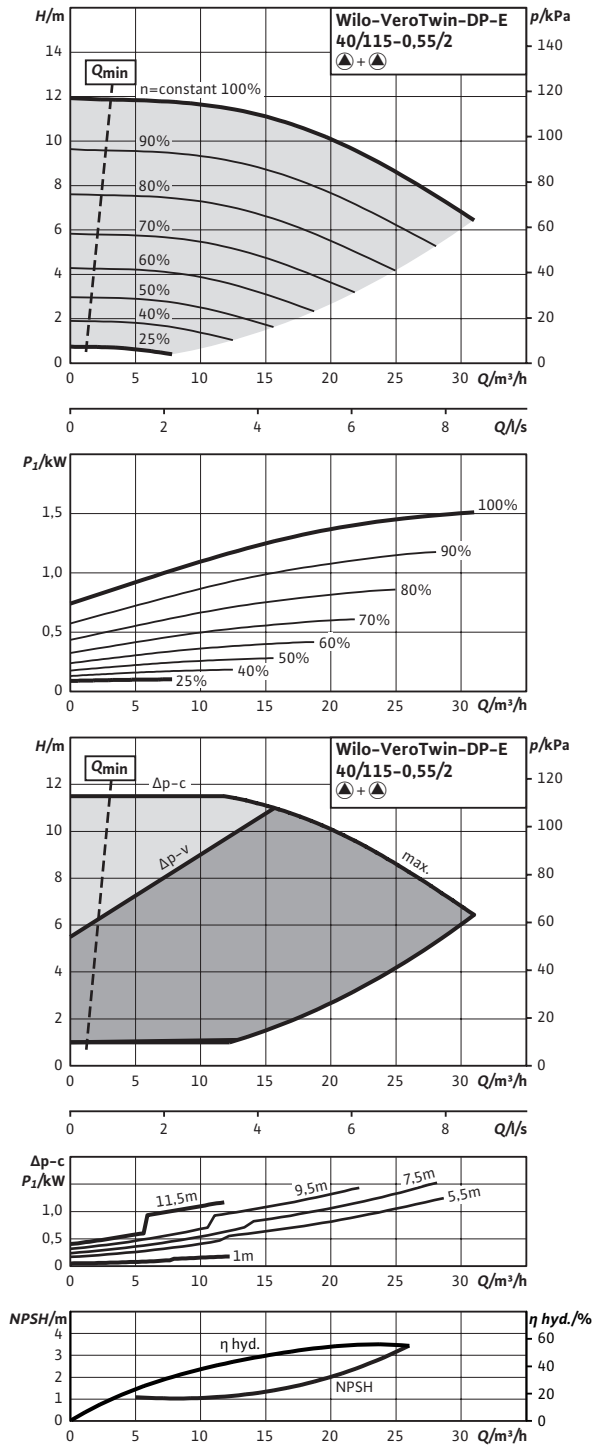 H/m
p/kPa
Wilo-VeroTwin-DP-E
40/115-0,55/2
+
Qmin
n=constant 100%
90%
80%
70%
60%
50%
40%
25%
14
12
10
8
6
4
2
0
140
120
100
80
60
40
20
0
0 5 10 15 20 25 30 Q/m³/h
0 2 4 6 8 Q/l/s
P1/kW
1,5
1,0
0,5
0
100%
90%
80%
70%
60%
50%
40%
25%
0 5 10 15 20 25 30 Q/m³/h
H/m
p/kPa
Wilo-VeroTwin-DP-E
40/115-0,55/2
+
Qmin
Δp-c
Δp-v
max.
12
10
8
6
4
2
0
120
100
80
60
40
20
0
0 5 10 15 20 25 30 Q/m³/h
0 2 4 6 8 Q/l/s
Δp-c
P1/kW
1,0
0,5
0
11,5m
9,5m
7,5m
5,5m
1m
0 5 10 15 20 25 30 Q/m³/h
NPSH/m
η hyd./%
4
3
2
1
0
60
40
20
0
η hyd.
NPSH
0 5 10 15 20 25 30 Q/m³/h